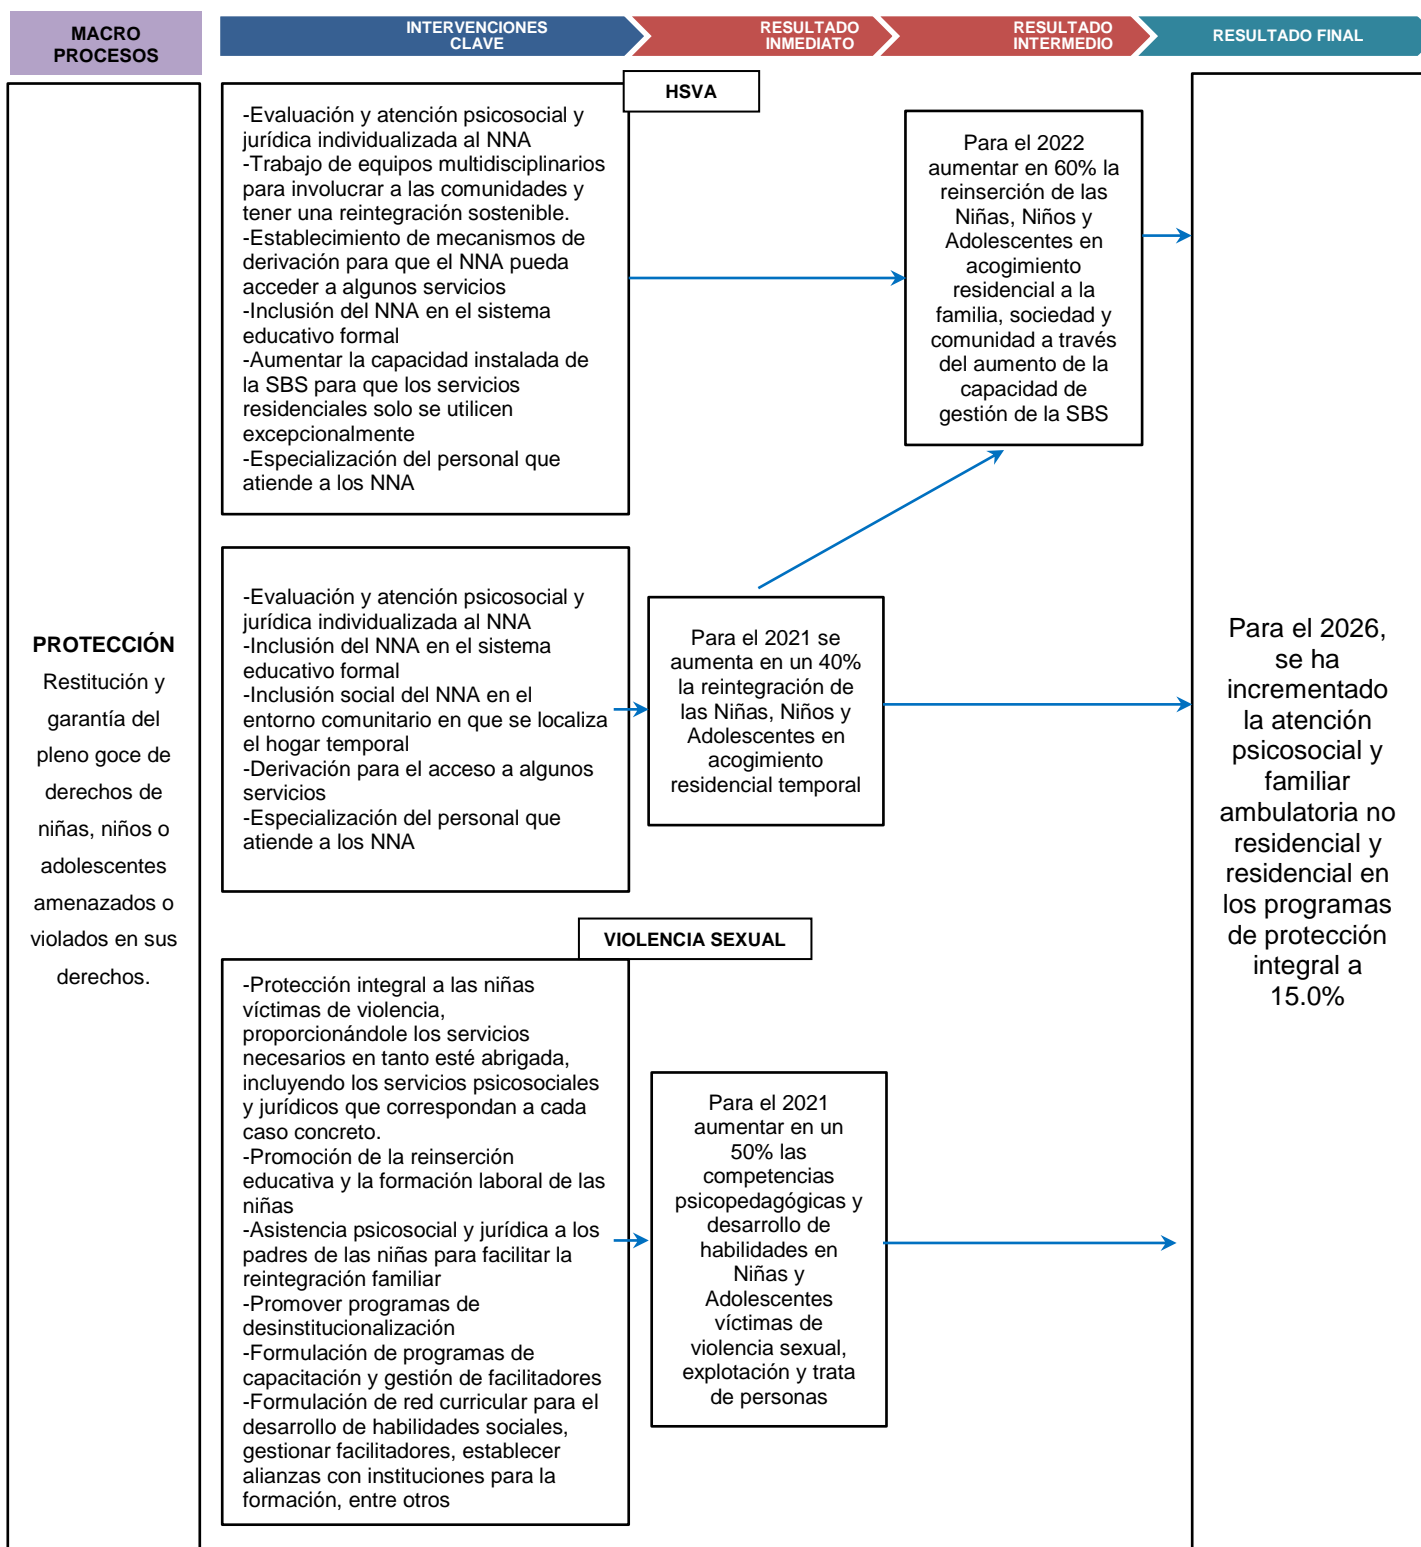 MACRO
PROCESOS
INTERVENCIONES
CLAVE
RESULTADO
INMEDIATO
RESULTADO
INTERMEDIO
RESULTADO FINAL
PROTECCIÓN
Restitución y
garantía del
pleno goce de
derechos de
niñas, niños o
adolescentes
amenazados o
violados en sus
derechos.
HSVA
-Evaluación y atención psicosocial y
jurídica individualizada al NNA
-Trabajo de equipos multidisciplinarios
para involucrar a las comunidades y
tener una reintegración sostenible.
-Establecimiento de mecanismos de
derivación para que el NNA pueda
acceder a algunos servicios
-Inclusión del NNA en el sistema
educativo formal
-Aumentar la capacidad instalada de
la SBS para que los servicios
residenciales solo se utilicen
excepcionalmente
-Especialización del personal que
atiende a los NNA
Para el 2022
aumentar en 60% la
reinserción de las
Niñas, Niños y
Adolescentes en
acogimiento
residencial a la
familia, sociedad y
comunidad a través
del aumento de la
capacidad de
gestión de la SBS
-Evaluación y atención psicosocial y
jurídica individualizada al NNA
-Inclusión del NNA en el sistema
educativo formal
-Inclusión social del NNA en el
entorno comunitario en que se localiza
el hogar temporal
-Derivación para el acceso a algunos
servicios
-Especialización del personal que
atiende a los NNA
Para el 2021 se
aumenta en un 40%
la reintegración de
las Niñas, Niños y
Adolescentes en
acogimiento
residencial temporal
VIOLENCIA SEXUAL
-Protección integral a las niñas
víctimas de violencia,
proporcionándole los servicios
necesarios en tanto esté abrigada,
incluyendo los servicios psicosociales
y jurídicos que correspondan a cada
caso concreto.
-Promoción de la reinserción
educativa y la formación laboral de las
niñas
-Asistencia psicosocial y jurídica a los
padres de las niñas para facilitar la
reintegración familiar
-Promover programas de
desinstitucionalización
-Formulación de programas de
capacitación y gestión de facilitadores
-Formulación de red curricular para el
desarrollo de habilidades sociales,
gestionar facilitadores, establecer
alianzas con instituciones para la
formación, entre otros
Para el 2021
aumentar en un
50% las
competencias
psicopedagógicas y
desarrollo de
habilidades en
Niñas y
Adolescentes
víctimas de
violencia sexual,
explotación y trata
de personas
Para el 2026,
se ha
incrementado
la atención
psicosocial y
familiar
ambulatoria no
residencial y
residencial en
los programas
de protección
integral a
15.0%